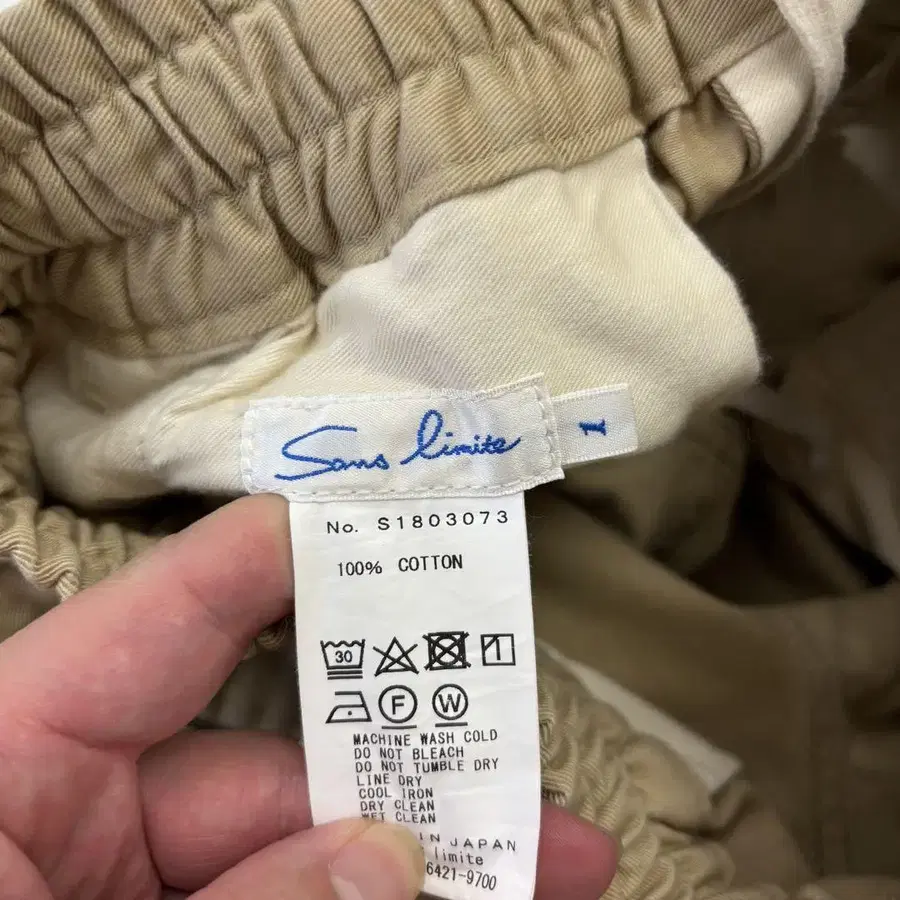 Sans limite
1
No. S1803073
100% COTTON
30
F W
MACHINE WASH COLD
DO NOT BLEACH
DO NOT TUMBLE DRY
LINE DRY
COOL IRON
DRY CLEAN
WET CLEAN
IN JAPAN
limite
6421-9700